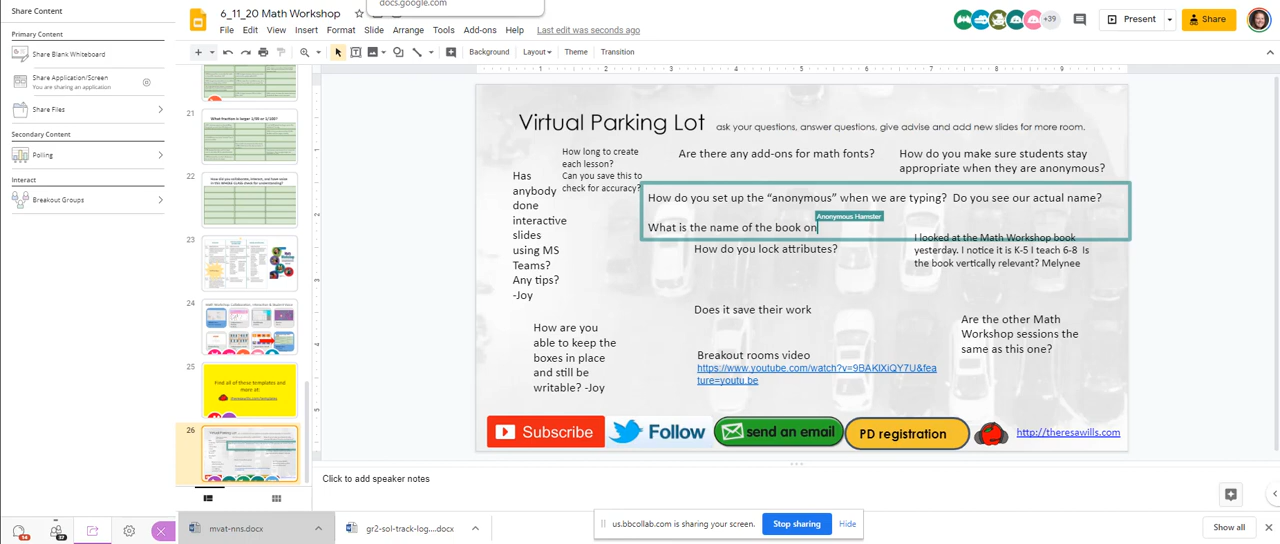 Share Content
Primary Content
Share Blank Whiteboard
Share Application/Screen
You are sharing an application
Share Files
Secondary Content
Polling
Interact
Breakout Groups
docs.google.com
6_11_20 Math Workshop
File Edit View Insert Format Slide Arrange Tools Add-ons Help Last edit was seconds ago
+39
Present
Share
Background Layout Theme Transition
21
22
23
24
25
26
What fraction is larger 1/99 or 1/100?
Find all of these templates and more at:
theresawills.com/templates
Virtual Parking Lot ask your questions, answer questions, give advise and add new slides for more room.
How long to create
each lesson?
Can you save this to
check for accuracy?
Are there any add-ons for math fonts?
How do you make sure students stay
appropriate when they are anonymous?
Has
anybody
done
interactive
slides
using MS
Teams?
Any tips?
-Joy
How do you set up the “anonymous” when we are typing? Do you see our actual name?
Anonymous Hamster
What is the name of the book on
How do you lock attributes?
I looked at the Math Workshop book
yesterday. I notice it is K-5 I teach 6-8 Is
the book vertically relevant? Melynee
Does it save their work
How are you
able to keep the
boxes in place
and still be
writable? -Joy
Breakout rooms video
https://www.youtube.com/watch?v=9BAKIXiQY7U&fea
ture=youtu.be
Are the other Math
Workshop sessions the
same as this one?
Subscribe
Follow
send an email
PD registration
http://theresawills.com
Click to add speaker notes
mvat-nns.docx
gr2-sol-track-log....docx
us.bbcollab.com is sharing your screen.
Stop sharing
Hide
Show all